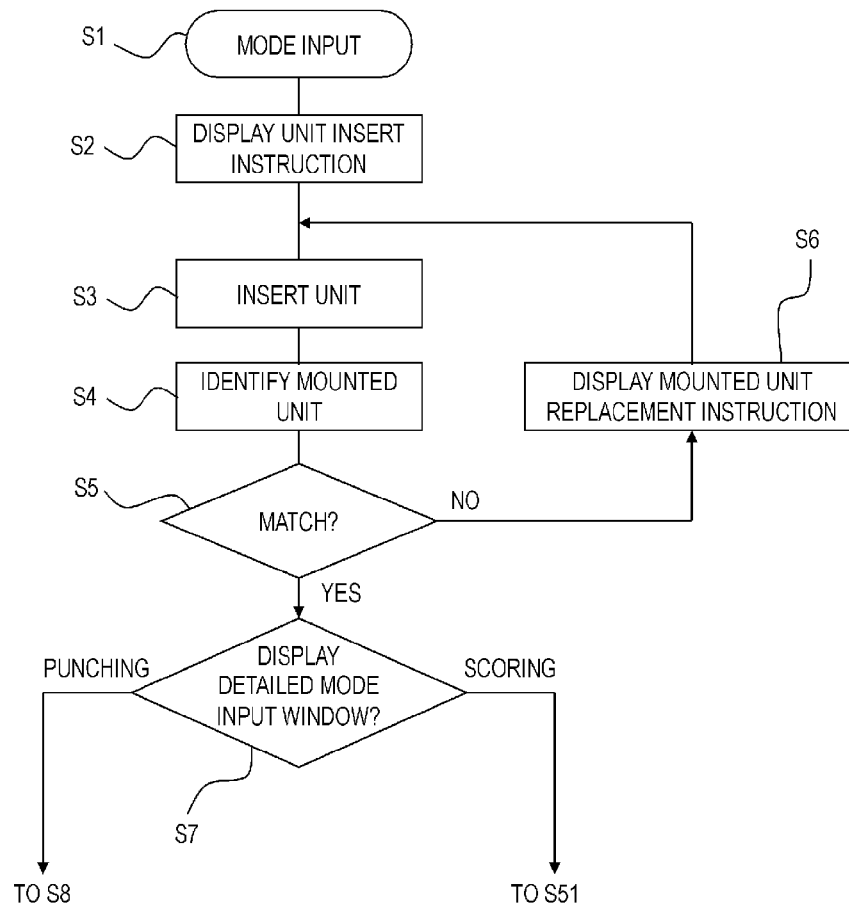 S1
MODE INPUT
S2
DISPLAY UNIT INSERT
INSTRUCTION
S6
S3
INSERT UNIT
S4
IDENTIFY MOUNTED
UNIT
DISPLAY MOUNTED UNIT
REPLACEMENT INSTRUCTION
S5
MATCH?
NO
YES
PUNCHING
DISPLAY
DETAILED MODE
INPUT WINDOW?
SCORING
S7
TO S8
TO S51